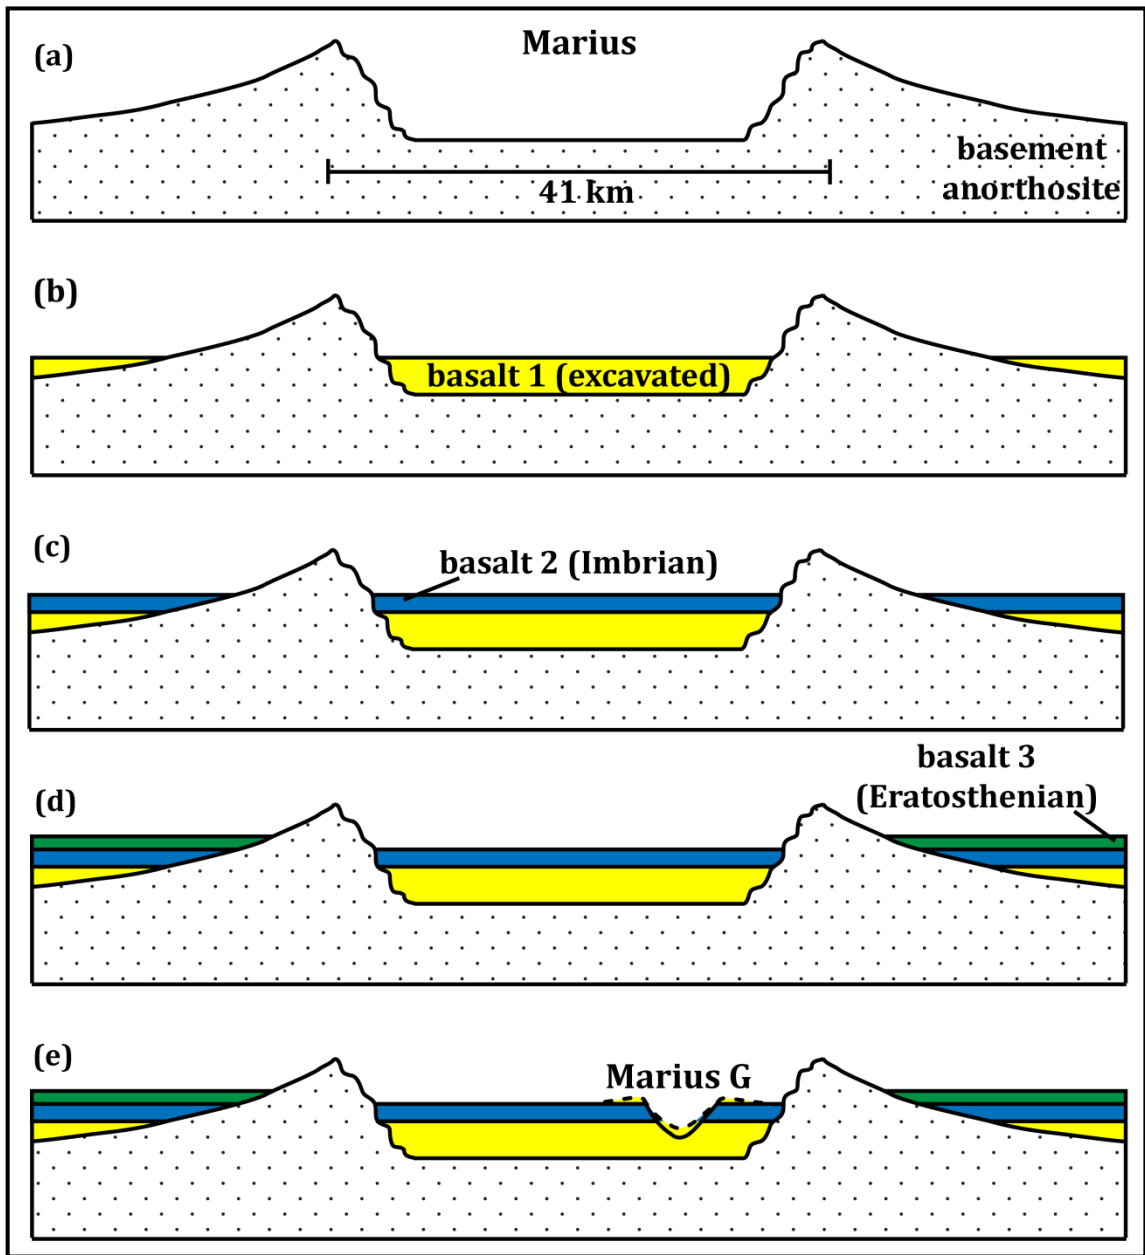 (a)
Marius
41 km
basement
anorthosite
(b)
basalt 1 (excavated)
(c)
basalt 2 (Imbrian)
basalt 3
(Eratosthenian)
(d)
(e)
Marius G